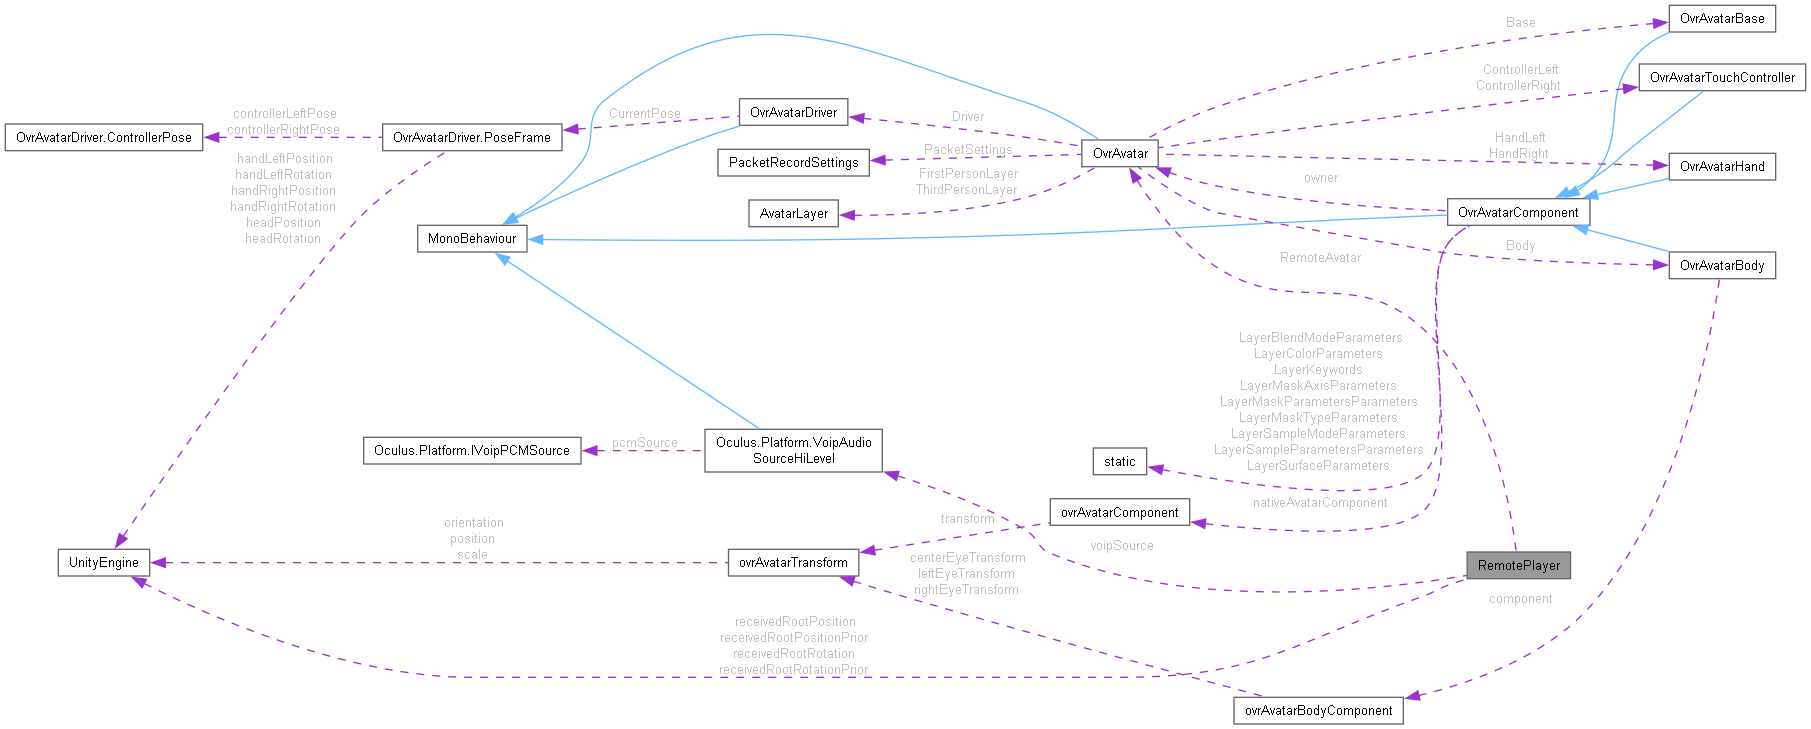 Base
OvrAvatarBase
ControllerLeft
ControllerRight
OvrAvatarTouchController
controllerLeftPose
controllerRightPose
CurrentPose
OvrAvatarDriver
Driver
OvrAvatarDriver.ControllerPose
OvrAvatarDriver.PoseFrame
HandLeft
HandRight
PacketRecordSettings
PacketSettings
OvrAvatar
OvrAvatarHand
handLeftPosition
handLeftRotation
handRightPosition
handRightRotation
headPosition
headRotation
FirstPersonLayer
ThirdPersonLayer
owner
AvatarLayer
OvrAvatarComponent
MonoBehaviour
Body
RemoteAvatar
OvrAvatarBody
LayerBlendModeParameters
LayerColorParameters
LayerKeywords
LayerMaskAxisParameters
LayerMaskParametersParameters
LayerMaskTypeParameters
LayerSampleModeParameters
LayerSampleParametersParameters
LayerSurfaceParameters
Oculus.Platform.IVoipPCMSource
pcmSource
Oculus.Platform.VoipAudio
SourceHiLevel
static
nativeAvatarComponent
ovrAvatarComponent
transform
orientation
position
scale
voipSource
UnityEngine
ovrAvatarTransform
centerEyeTransform
leftEyeTransform
rightEyeTransform
RemotePlayer
component
receivedRootPosition
receivedRootPositionPrior
receivedRootRotation
receivedRootRotationPrior
ovrAvatarBodyComponent